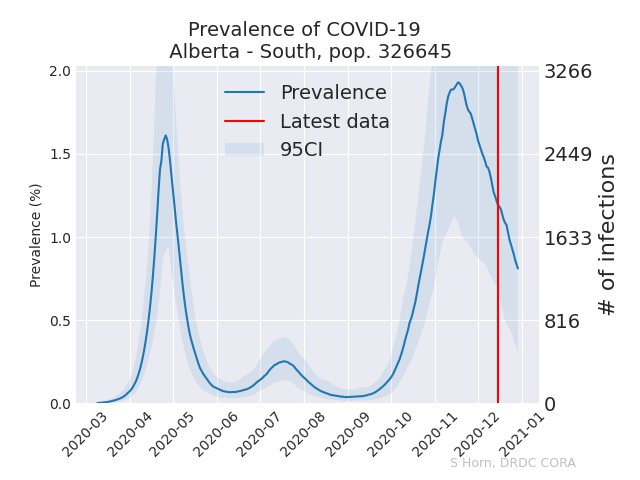 Prevalence of COVID-19
Alberta - South, pop. 326645
Prevalence
Latest data
95CI
Prevalence (%)
2.0
1.5
1.0
0.5
0.0
3266
2449
1633
816
0
# of infections
2020-03
2020-04
2020-05
2020-06
2020-07
2020-08
2020-09
2020-10
2020-11
2020-12
2021-01
S Horn, DRDC CORA